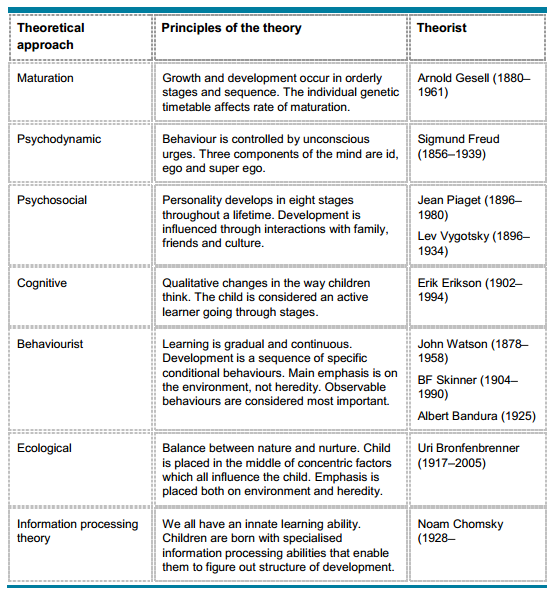 Theoretical approach
Principles of the theory
Theorist
Maturation
Growth and development occur in orderly
stages and sequence. The individual genetic
timetable affects rate of maturation.
Arnold Gesell (1880–
1961)
Psychodynamic
Behaviour is controlled by unconscious
urges. Three components of the mind are id,
ego and super ego.
Sigmund Freud
(1856–1939)
Psychosocial
Personality develops in eight stages
throughout a lifetime. Development is
influenced through interactions with family,
friends and culture.
Jean Piaget (1896–
1980)
Lev Vygotsky (1896–
1934)
Cognitive
Qualitative changes in the way children
think. The child is considered an active
learner going through stages.
Erik Erikson (1902–
1994)
Behaviourist
Learning is gradual and continuous.
Development is a sequence of specific
conditional behaviours. Main emphasis is on
the environment, not heredity. Observable
behaviours are considered most important.
John Watson (1878–
1958)
BF Skinner (1904–
1990)
Albert Bandura (1925)
Ecological
Balance between nature and nurture. Child
is placed in the middle of concentric factors
which all influence the child. Emphasis is
placed both on environment and heredity.
Uri Bronfenbrenner
(1917–2005)
Information processing
theory
We all have an innate learning ability.
Children are born with specialised
information processing abilities that enable
them to figure out structure of development.
Noam Chomsky
(1928–